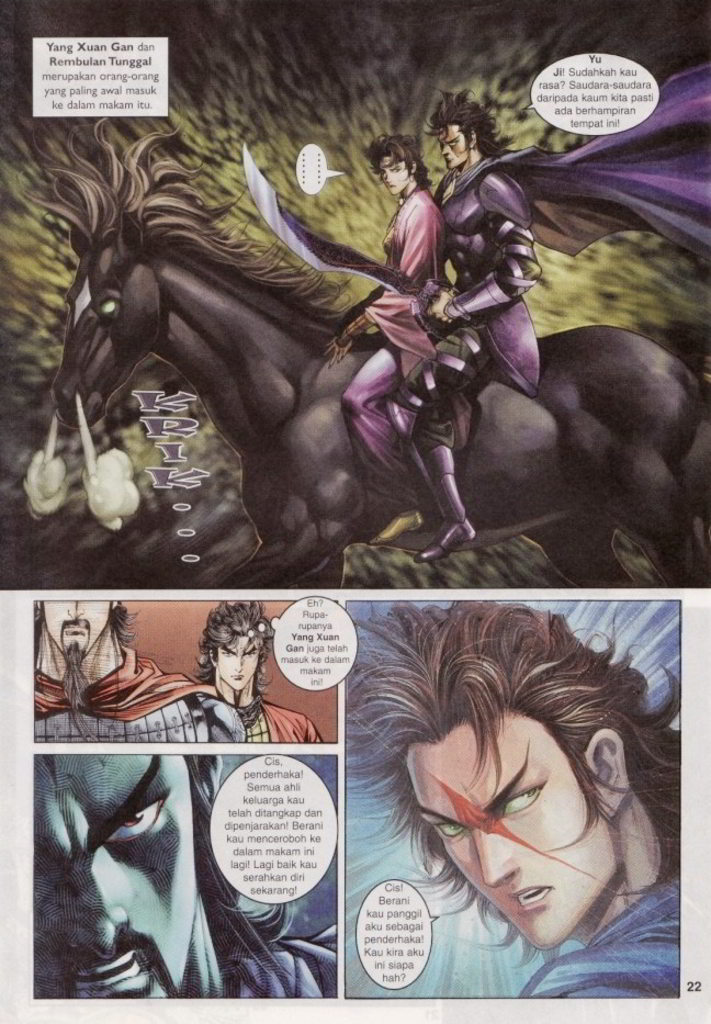 Yang Xuan Gan dan
Rembulan Tunggal
merupakan orang-orang
yang paling awal masuk
ke dalam makam itu.
Yu
Ji! Sudahkah kau
rasa? Saudara-saudara
daripada kaum kita pasti
ada berhampiran
tempat ini!
......
KRIK...
Eh?
Rupa-
rupanya
Yang Xuan
Gan juga telah
masuk ke dalam
makam
ini!
Cis,
penderhaka!
Semua ahli
keluarga kau
telah ditangkap dan
dipenjarakan! Berani
kau menceroboh ke
dalam makam ini
lagi! Lagi baik kau
serahkan diri
sekarang!
Cis!
Berani
kau panggil
aku sebagai
penderhaka!
Kau kira aku
ini siapa
hah?
22